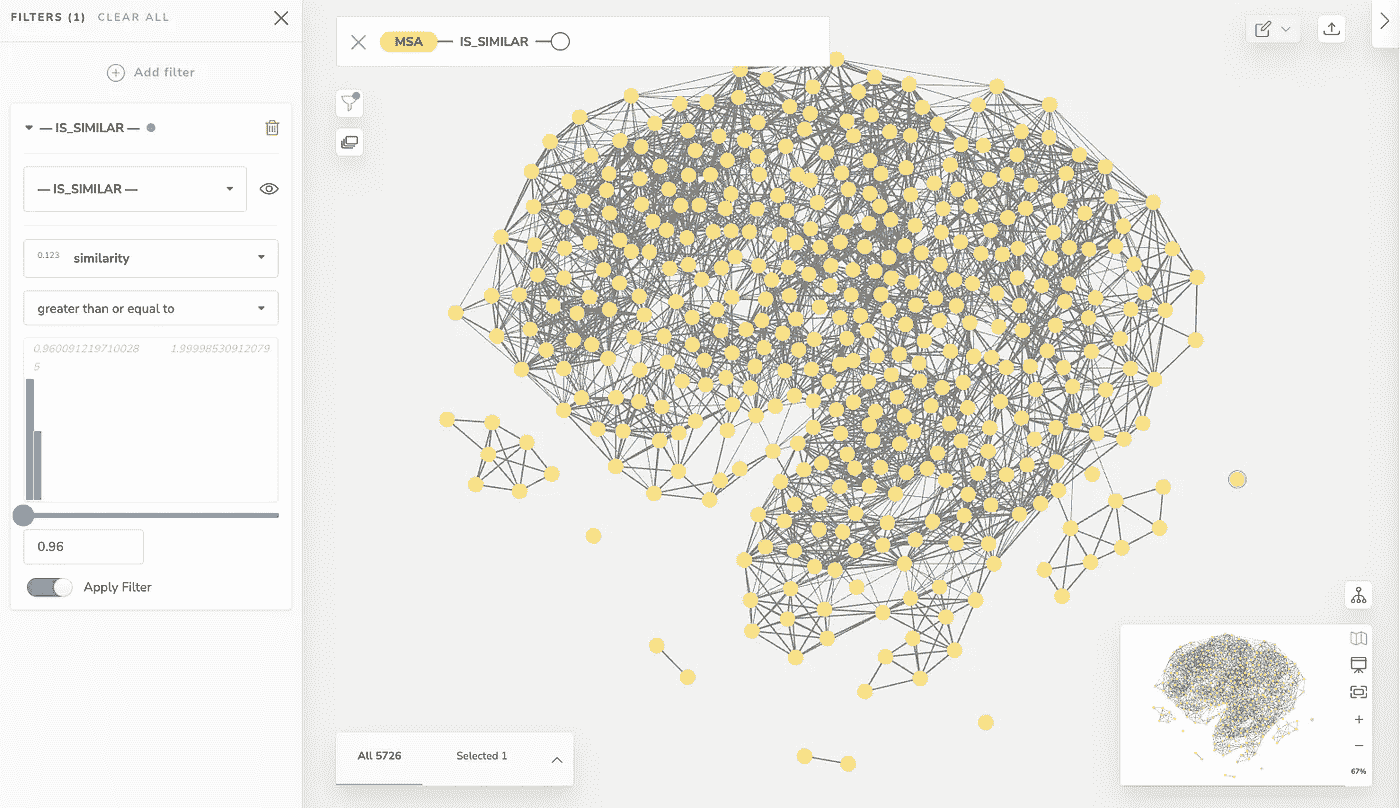 FILTERS (1) CLEAR ALL
Add filter
— IS_SIMILAR —
— IS_SIMILAR —
0.123 similarity
greater than or equal to
0.960091219710028 1.99998530912079
5
0.96
Apply Filter
MSA — IS_SIMILAR —
All 5726 Selected 1
67%